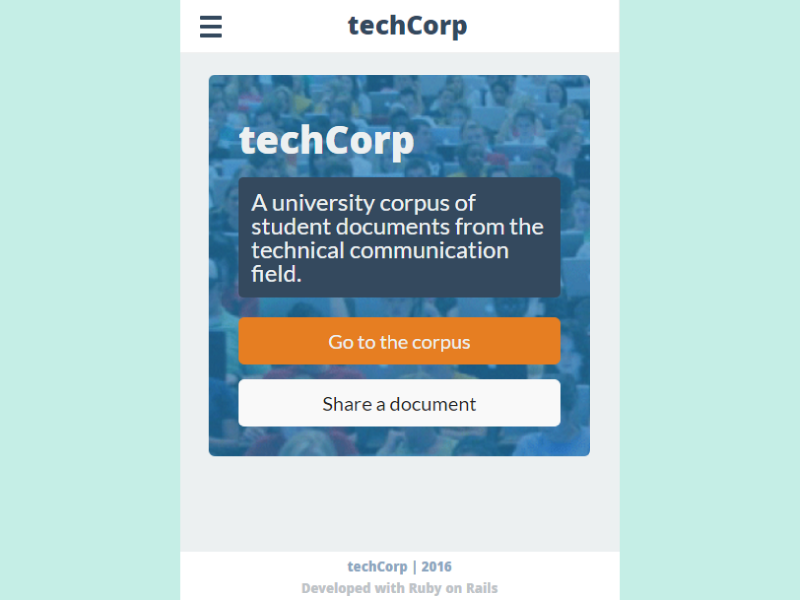 techCorp
techCorp
A university corpus of
student documents from the
technical communication
field.
Go to the corpus
Share a document
techCorp | 2016
Developed with Ruby on Rails